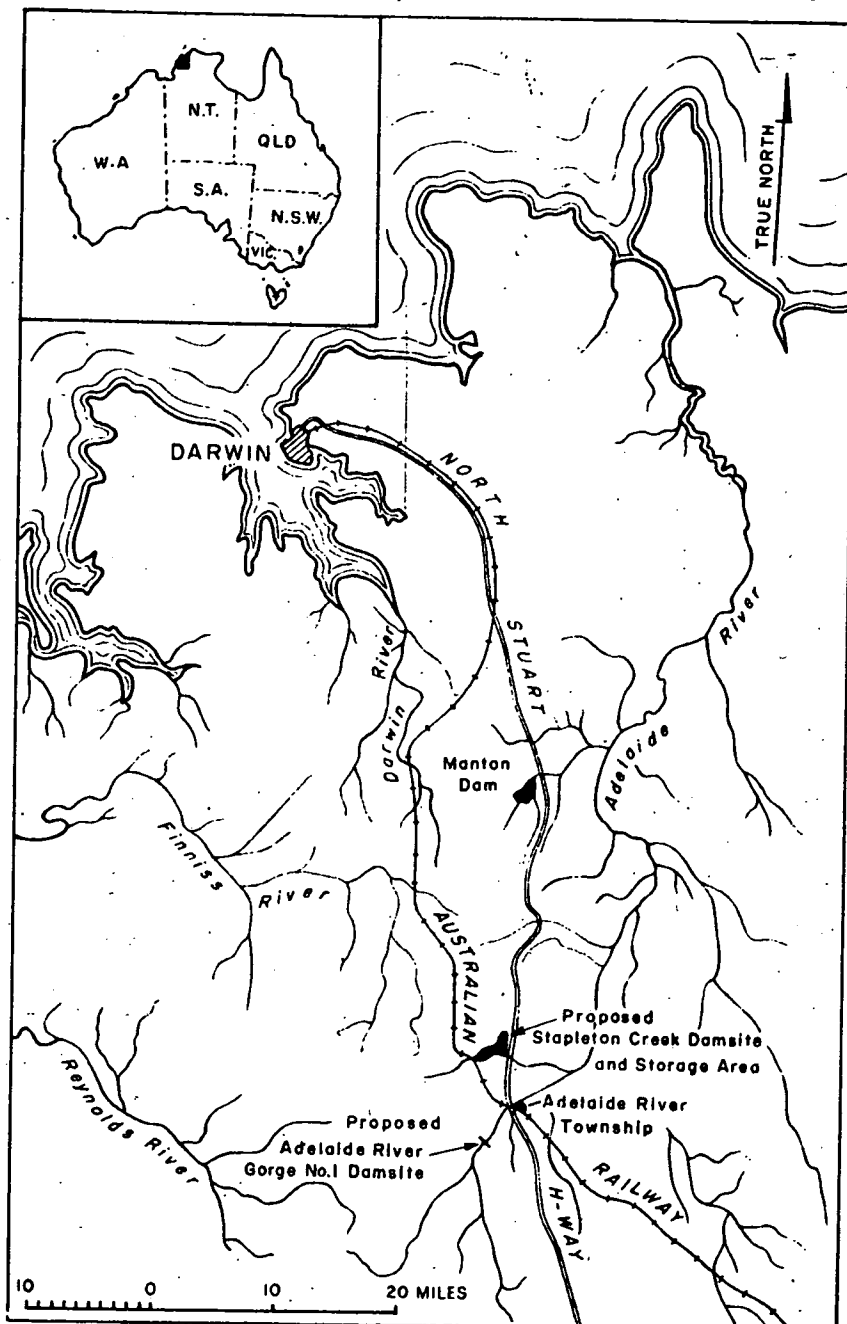 N.T.
QLD
W.A
S.A.
N.S.W.
VIC.
TRUE NORTH
DARWIN
NORTH
STUART
River
Darwin
River
Adelaide
Manton
Dam
Finniss
River
AUSTRALIAN
Proposed
Stapleton Creek Damsite
and Storage Area
Reynolds River
Proposed
Adelaide River
Gorge No.1 Damsite
Adelaide River
Township
RAILWAY
H-WAY
10 0 10 20 MILES